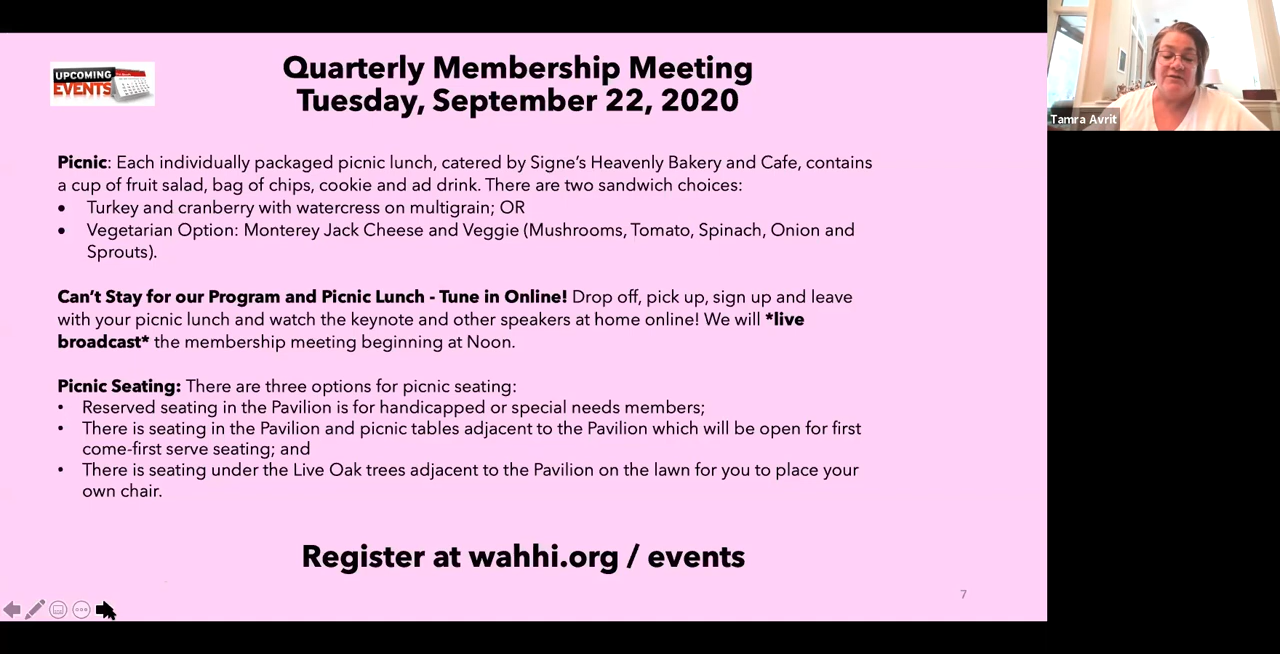 UPCOMING
EVENTS
Quarterly Membership Meeting
Tuesday, September 22, 2020
Tamra Avrit
Picnic: Each individually packaged picnic lunch, catered by Signe's Heavenly Bakery and Cafe, contains
a cup of fruit salad, bag of chips, cookie and ad drink. There are two sandwich choices:
• Turkey and cranberry with watercress on multigrain; OR
• Vegetarian Option: Monterey Jack Cheese and Veggie (Mushrooms, Tomato, Spinach, Onion and
Sprouts).
Can't Stay for our Program and Picnic Lunch - Tune in Online! Drop off, pick up, sign up and leave
with your picnic lunch and watch the keynote and other speakers at home online! We will *live
broadcast* the membership meeting beginning at Noon.
Picnic Seating: There are three options for picnic seating:
• Reserved seating in the Pavilion is for handicapped or special needs members;
• There is seating in the Pavilion and picnic tables adjacent to the Pavilion which will be open for first
come-first serve seating; and
• There is seating under the Live Oak trees adjacent to the Pavilion on the lawn for you to place your
own chair.
Register at wahhi.org / events
7